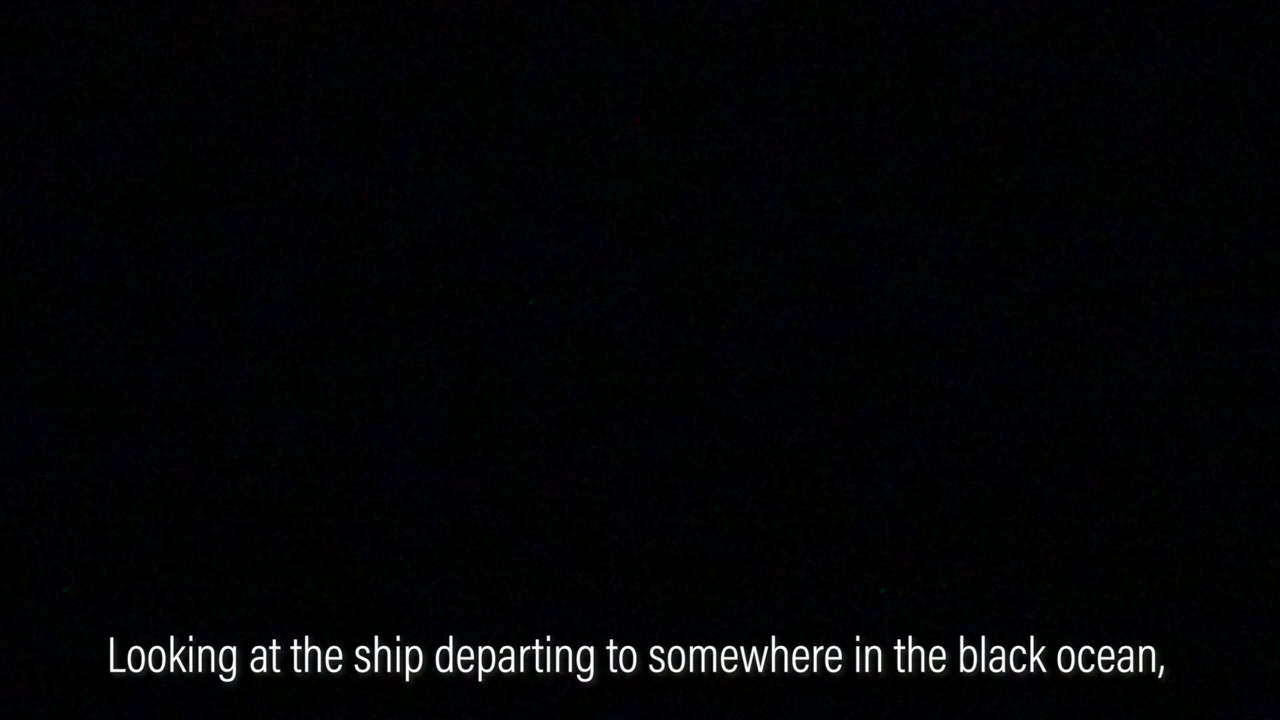 Looking at the ship departing to somewhere in the black ocean,